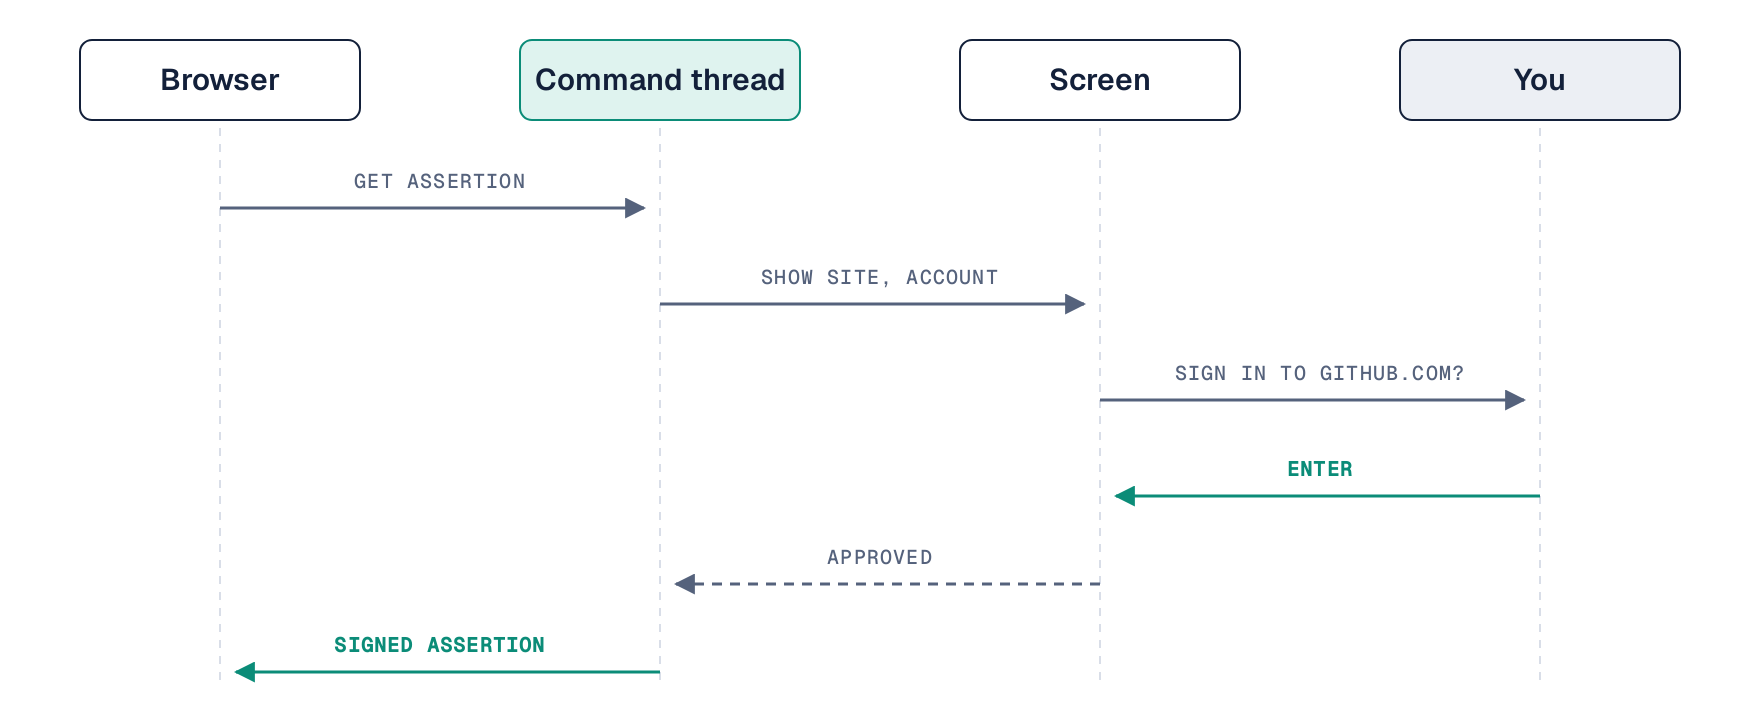 Browser
Command thread
Screen
You
GET ASSERTION
SHOW SITE, ACCOUNT
SIGN IN TO GITHUB.COM?
ENTER
APPROVED
SIGNED ASSERTION